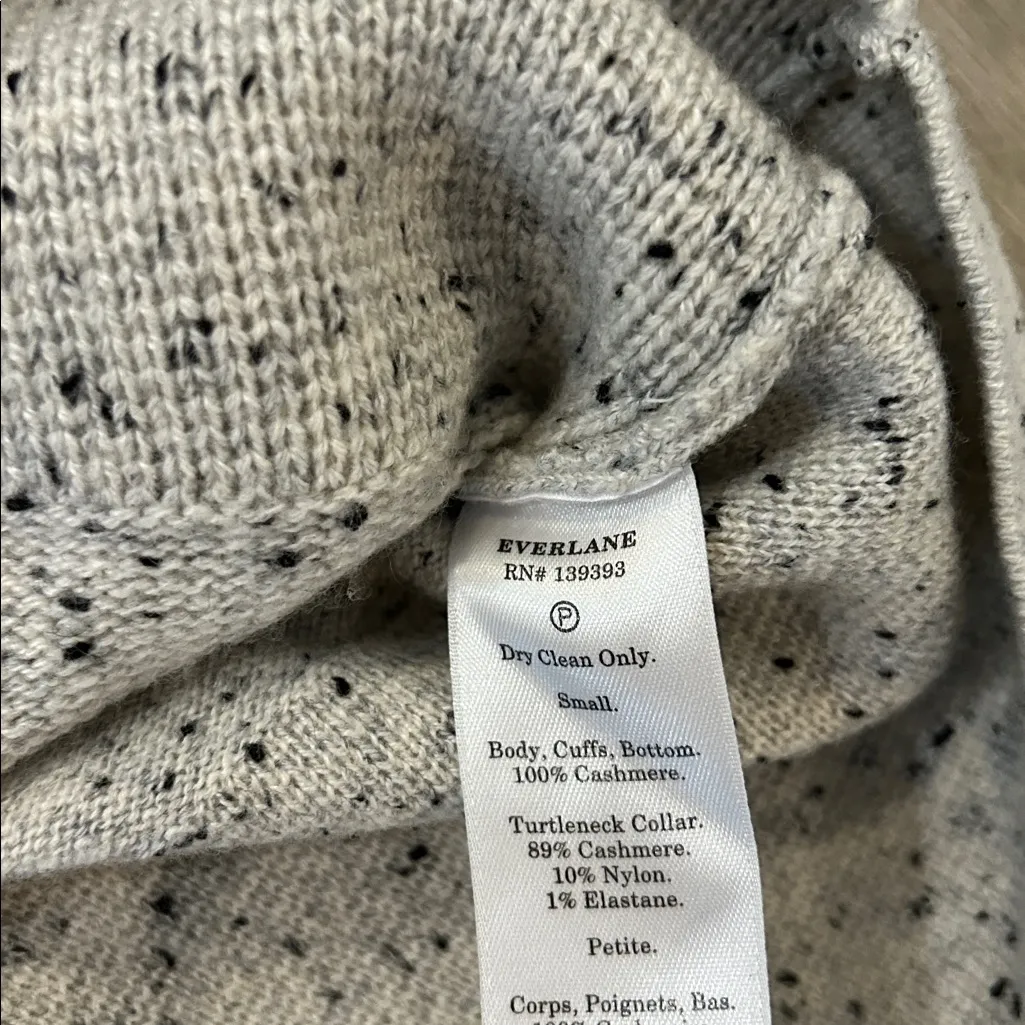 EVERLANE
RN# 139393
P
Dry Clean Only.
Small.
Body, Cuffs, Bottom.
100% Cashmere.
Turtleneck Collar.
89% Cashmere.
10% Nylon.
1% Elastane.
Petite.
Corps, Poignets, Bas.